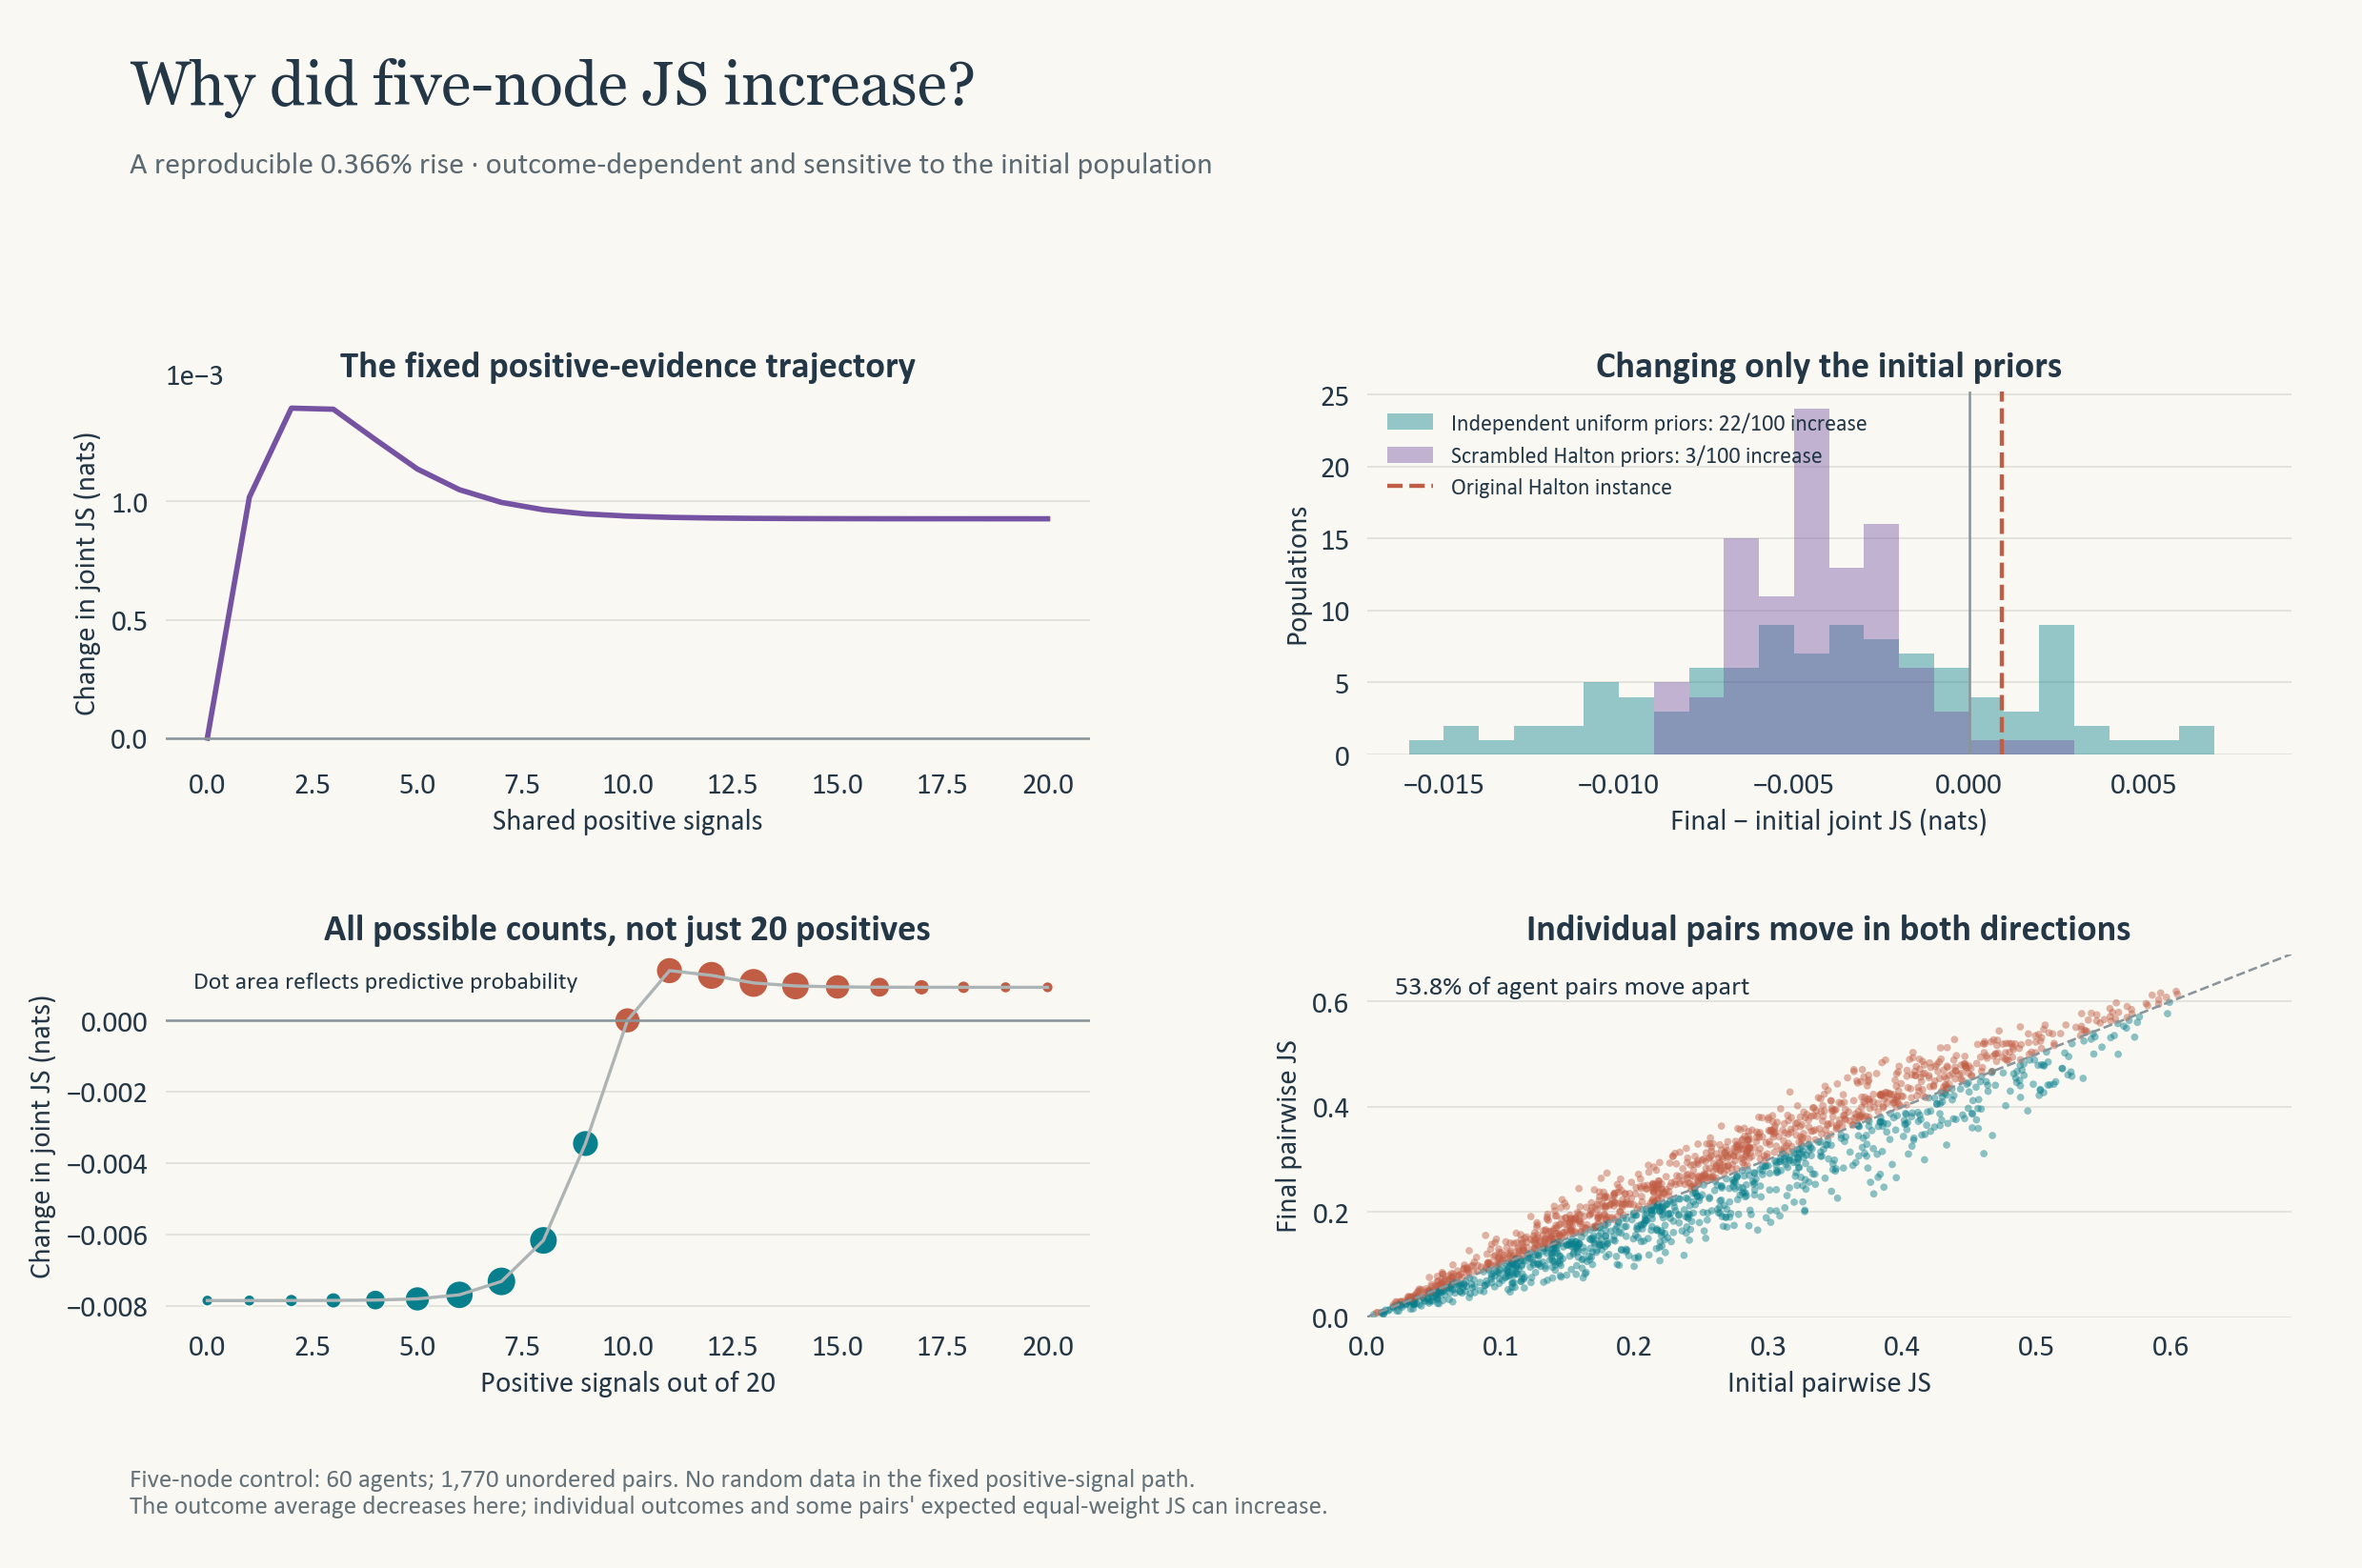 Why did five-node JS increase?
A reproducible 0.366% rise · outcome-dependent and sensitive to the initial population
The fixed positive-evidence trajectory
1e−3
Change in joint JS (nats)
1.0
0.5
0.0
0.0 2.5 5.0 7.5 10.0 12.5 15.0 17.5 20.0
Shared positive signals
Changing only the initial priors
Independent uniform priors: 22/100 increase
Scrambled Halton priors: 3/100 increase
Original Halton instance
Populations
25
20
15
10
5
0
−0.015 −0.010 −0.005 0.000 0.005
Final − initial joint JS (nats)
All possible counts, not just 20 positives
Dot area reflects predictive probability
Change in joint JS (nats)
0.000
−0.002
−0.004
−0.006
−0.008
0.0 2.5 5.0 7.5 10.0 12.5 15.0 17.5 20.0
Positive signals out of 20
Individual pairs move in both directions
53.8% of agent pairs move apart
Final pairwise JS
0.6
0.4
0.2
0.0
0.0 0.1 0.2 0.3 0.4 0.5 0.6
Initial pairwise JS
Five-node control: 60 agents; 1,770 unordered pairs. No random data in the fixed positive-signal path.
The outcome average decreases here; individual outcomes and some pairs' expected equal-weight JS can increase.